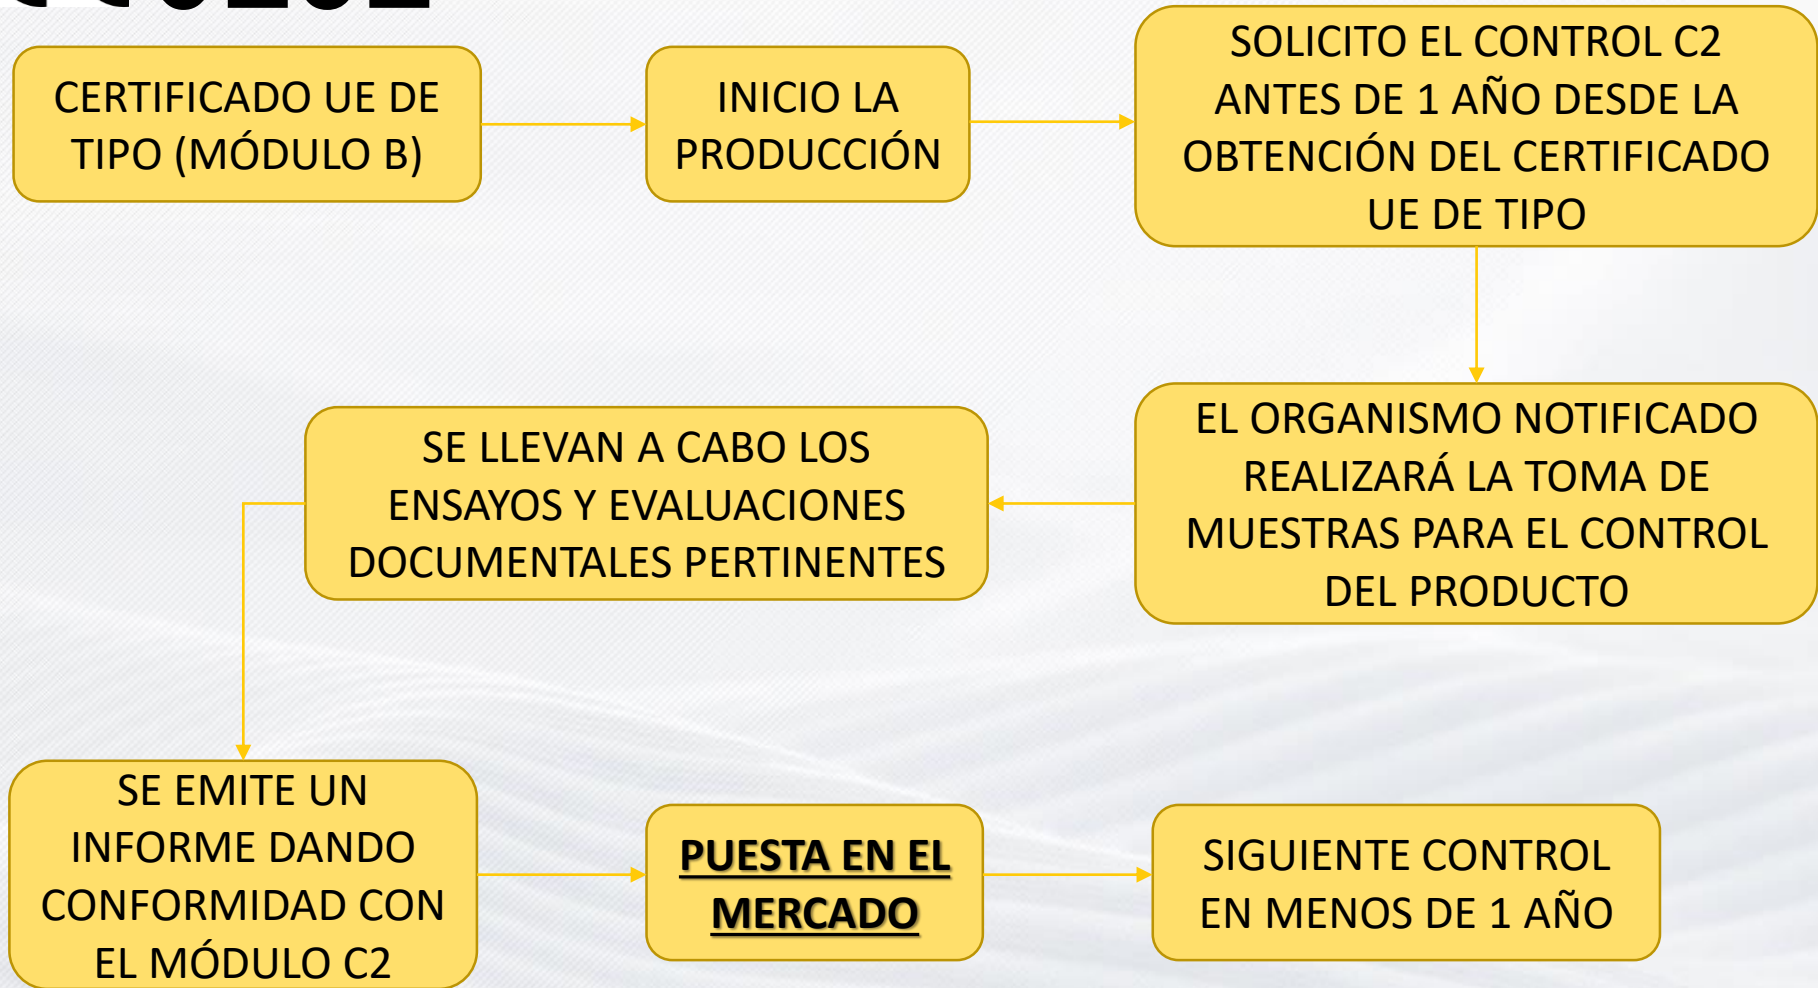 CERTIFICADO UE DE
TIPO (MÓDULO B)
INICIO LA
PRODUCCIÓN
SOLICITO EL CONTROL C2
ANTES DE 1 AÑO DESDE LA
OBTENCIÓN DEL CERTIFICADO
UE DE TIPO
EL ORGANISMO NOTIFICADO
REALIZARÁ LA TOMA DE
MUESTRAS PARA EL CONTROL
DEL PRODUCTO
SE LLEVAN A CABO LOS
ENSAYOS Y EVALUACIONES
DOCUMENTALES PERTINENTES
SE EMITE UN
INFORME DANDO
CONFORMIDAD CON
EL MÓDULO C2
PUESTA EN EL
MERCADO
SIGUIENTE CONTROL
EN MENOS DE 1 AÑO